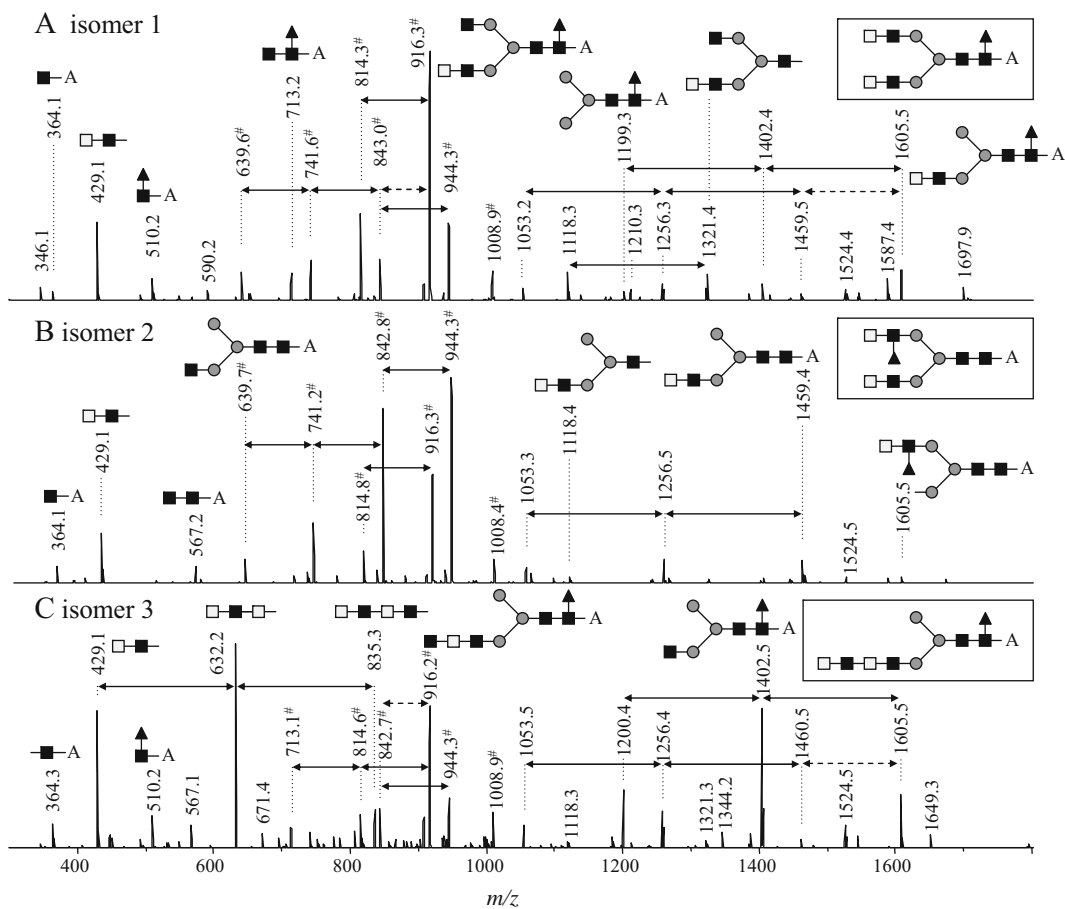 A isomer 1
A
364.1
346.1
429.1
A
510.2
590.2
639.6#
A
713.2
741.6#
814.3#
843.0#
916.3#
944.3#
1008.9#
A
1053.2
1118.3
A
1199.3
1210.3
1256.3
1321.4
1402.4
1459.5
1524.4
1587.4
1605.5
1697.9
A
A
B isomer 2
A
364.1
429.1
A
567.2
A
639.7#
741.2#
814.8#
842.8#
916.3#
944.3#
1008.4#
1053.3
1118.4
1256.5
A
1459.4
1524.5
1605.5
A
A
C isomer 3
A
364.3
429.1
A
510.2
567.1
632.2
671.4
713.1#
814.6#
835.3
842.7#
916.2#
944.3#
1008.9#
A
1053.5
1118.3
1200.4
1256.4
1321.3
1344.2
A
1402.5
1460.5
1524.5
1605.5
1649.3
A
400 600 800 1000 1200 1400 1600
m/z